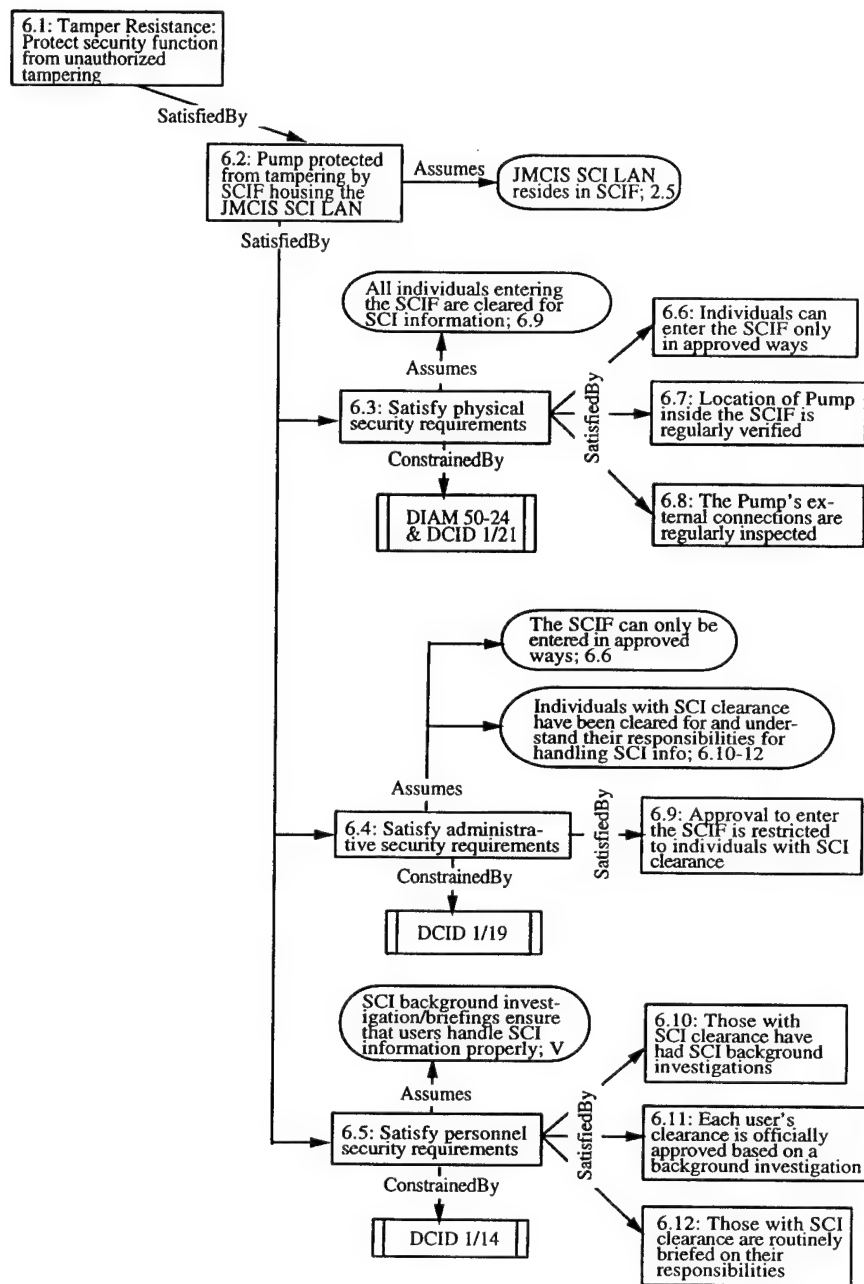 6.1: Tamper Resistance:
Protect security function
from unauthorized
tampering
SatisfiedBy
6.2: Pump protected
from tampering by
SCIF housing the
JMCIS SCI LAN
Assumes
JMCIS SCI LAN
resides in SCIF; 2.5
SatisfiedBy
All individuals entering
the SCIF are cleared for
SCI information; 6.9
Assumes
6.3: Satisfy physical
security requirements
ConstrainedBy
DIAM 50-24
& DCID 1/21
SatisfiedBy
6.6: Individuals can
enter the SCIF only
in approved ways
6.7: Location of Pump
inside the SCIF is
regularly verified
6.8: The Pump's ex-
ternal connections are
regularly inspected
The SCIF can only be
entered in approved
ways; 6.6
Individuals with SCI clearance
have been cleared for and under-
stand their responsibilities for
handling SCI info; 6.10-12
Assumes
6.4: Satisfy administra-
tive security requirements
ConstrainedBy
DCID 1/19
SatisfiedBy
6.9: Approval to enter
the SCIF is restricted
to individuals with SCI
clearance
SCI background invest-
igation/briefings ensure
that users handle SCI
information properly; V
Assumes
6.5: Satisfy personnel
security requirements
ConstrainedBy
DCID 1/14
SatisfiedBy
6.10: Those with
SCI clearance have
had SCI background
investigations
6.11: Each user's
clearance is officially
approved based on a
background investigation
6.12: Those with SCI
clearance are routinely
briefed on their
responsibilities